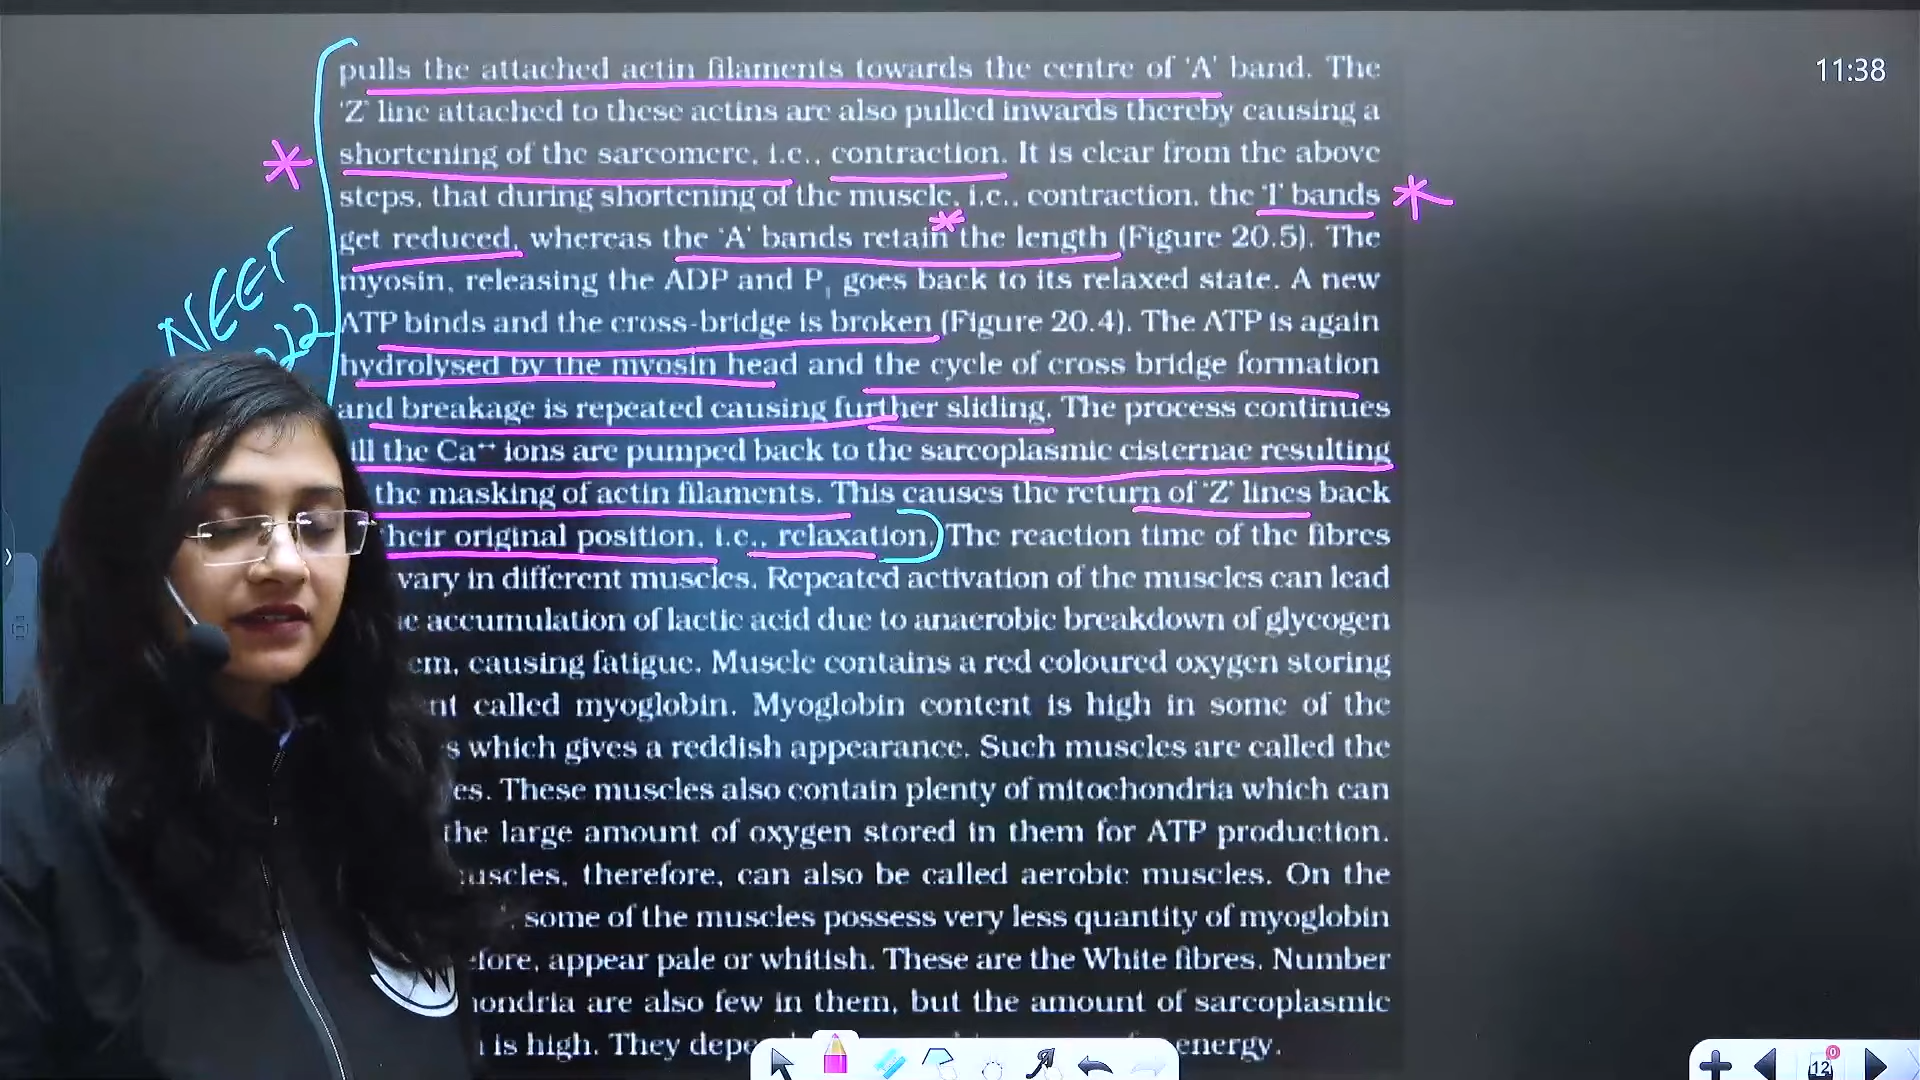 11:38
pulls the attached actin filaments towards the centre of 'A' band. The
'Z' line attached to these actins are also pulled inwards thereby causing a
shortening of the sarcomere, i.e., contraction. It is clear from the above
steps, that during shortening of the muscle, i.e., contraction, the 'I' bands
get reduced, whereas the 'A' bands retain the length (Figure 20.5). The
myosin, releasing the ADP and P1 goes back to its relaxed state. A new
ATP binds and the cross-bridge is broken (Figure 20.4). The ATP is again
hydrolysed by the myosin head and the cycle of cross bridge formation
and breakage is repeated causing further sliding. The process continues
ill the Ca++ ions are pumped back to the sarcoplasmic cisternae resulting
the masking of actin filaments. This causes the return of 'Z' lines back
heir original position, i.e., relaxation. The reaction time of the fibres
vary in different muscles. Repeated activation of the muscles can lead
accumulation of lactic acid due to anaerobic breakdown of glycogen
em, causing fatigue. Muscle contains a red coloured oxygen storing
nt called myoglobin. Myoglobin content is high in some of the
s which gives a reddish appearance. Such muscles are called the
es. These muscles also contain plenty of mitochondria which can
the large amount of oxygen stored in them for ATP production.
uscles, therefore, can also be called aerobic muscles. On the
, some of the muscles possess very less quantity of myoglobin
efore, appear pale or whitish. These are the White fibres. Number
hondria are also few in them, but the amount of sarcoplasmic
is high. They depe energy.
NEET
022
W
12
0